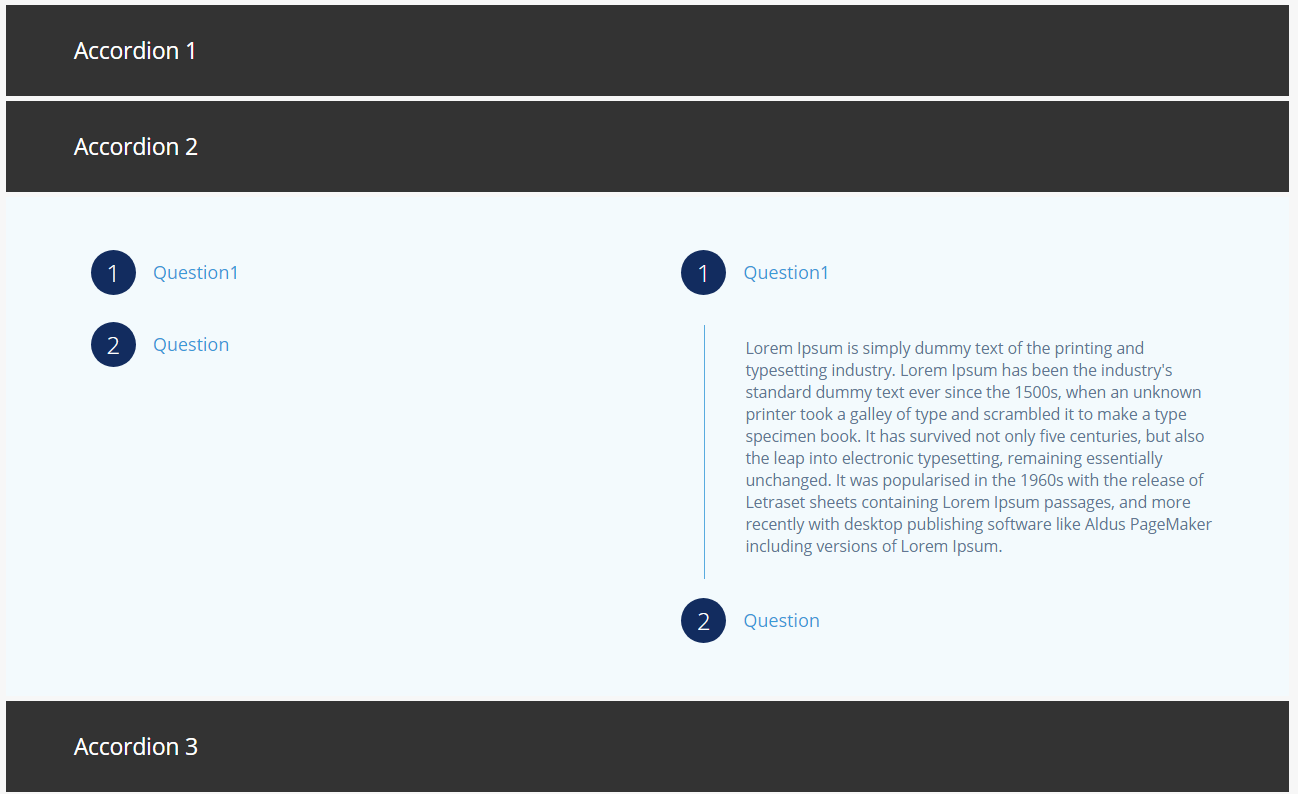 Accordion 1
Accordion 2
1 Question1
2 Question
1 Question1
Lorem Ipsum is simply dummy text of the printing and
typesetting industry. Lorem Ipsum has been the industry's
standard dummy text ever since the 1500s, when an unknown
printer took a galley of type and scrambled it to make a type
specimen book. It has survived not only five centuries, but also
the leap into electronic typesetting, remaining essentially
unchanged. It was popularised in the 1960s with the release of
Letraset sheets containing Lorem Ipsum passages, and more
recently with desktop publishing software like Aldus PageMaker
including versions of Lorem Ipsum.
2 Question
Accordion 3